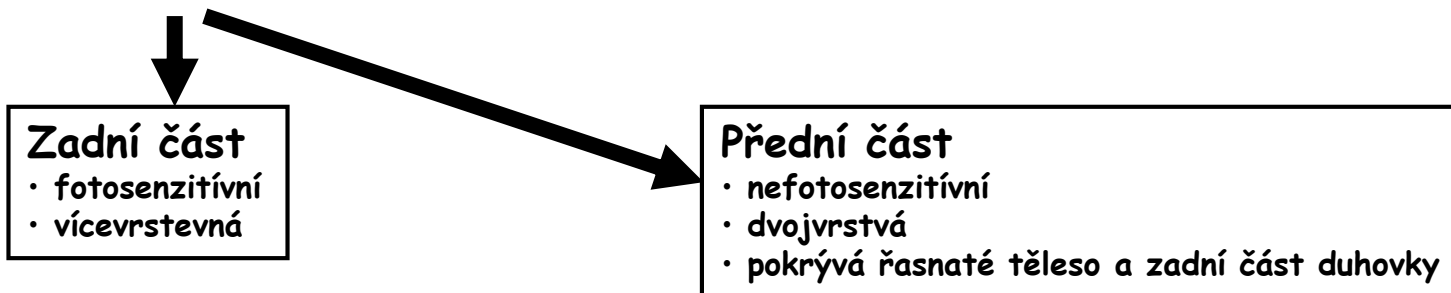 Zadní část
• fotosenzitívní
• vícevrstevná
Přední část
• nefotosenzitívní
• dvojvrstvá
• pokrývá řasnaté těleso a zadní část duhovky